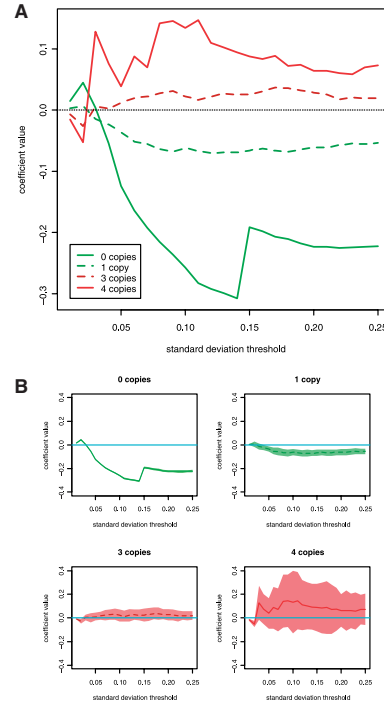 A
coefficient value
0.1
0.0
−0.1
−0.2
−0.3
0 copies
1 copy
3 copies
4 copies
0.05 0.10 0.15 0.20 0.25
standard deviation threshold
B
0 copies
coefficient value
0.4
0.2
0.0
−0.2
−0.4
0.05 0.10 0.15 0.20 0.25
standard deviation threshold
1 copy
coefficient value
0.4
0.2
0.0
−0.2
−0.4
0.05 0.10 0.15 0.20 0.25
standard deviation threshold
3 copies
coefficient value
0.4
0.2
0.0
−0.2
−0.4
0.05 0.10 0.15 0.20 0.25
standard deviation threshold
4 copies
coefficient value
0.4
0.2
0.0
−0.2
−0.4
0.05 0.10 0.15 0.20 0.25
standard deviation threshold